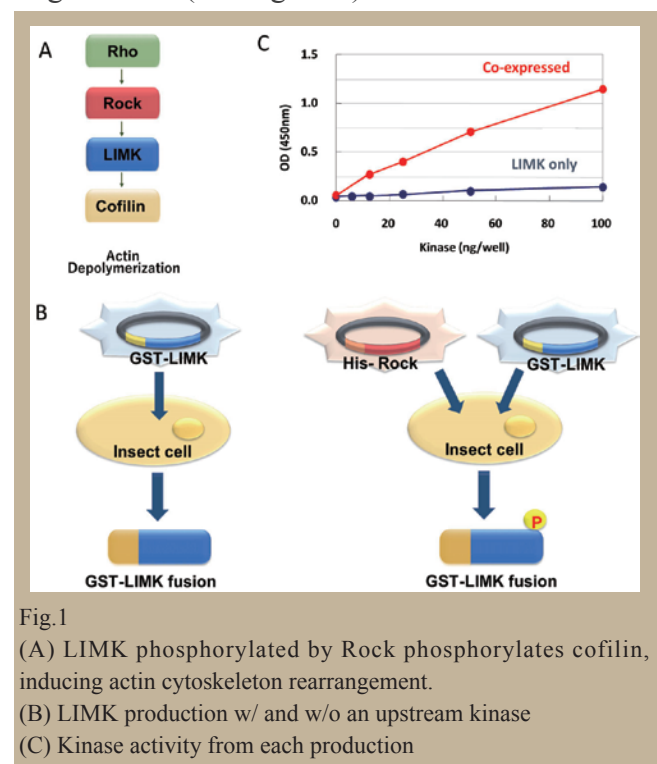 A
Rho
Rock
LIMK
Cofilin
Actin
Depolymerization
C
1.5
1.0
0.5
0.0
OD (450nm)
Co-expressed
LIMK only
0 20 40 60 80 100
Kinase (ng/well)
B
GST-LIMK
Insect cell
GST-LIMK fusion
His- Rock
GST-LIMK
Insect cell
P
GST-LIMK fusion
Fig.1
(A) LIMK phosphorylated by Rock phosphorylates cofilin,
inducing actin cytoskeleton rearrangement.
(B) LIMK production w/ and w/o an upstream kinase
(C) Kinase activity from each production